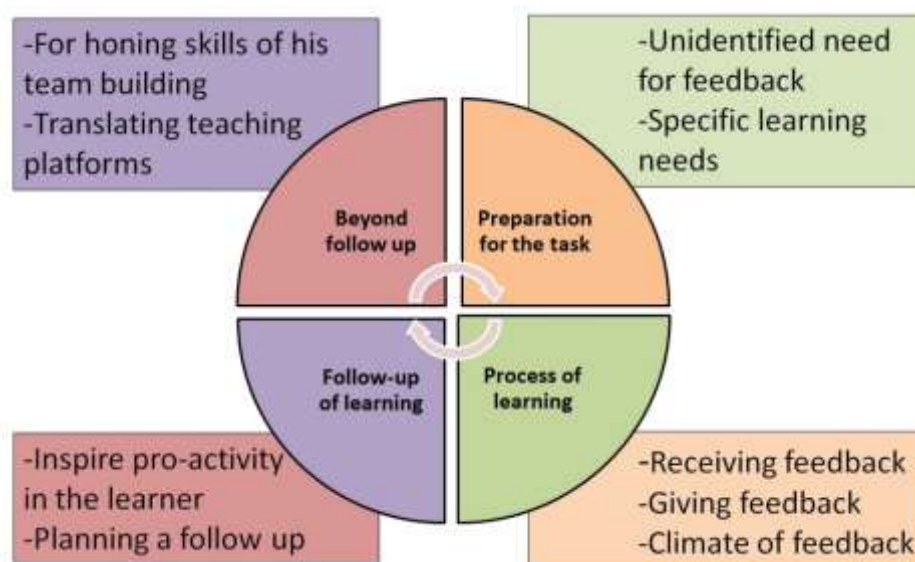 -For honing skills of his
team building
-Translating teaching
platforms
-Unidentified need
for feedback
-Specific learning
needs
Beyond
follow up
Preparation
for the task
Follow-up
of learning
Process of
learning
-Inspire pro-activity
in the learner
-Planning a follow up
-Receiving feedback
-Giving feedback
-Climate of feedback